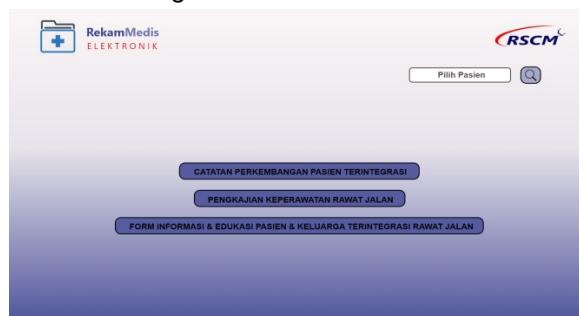 RekamMedis
ELEKTRONIK
RSCM
Pilih Pasien
CATATAN PERKEMBANGAN PASIEN TERINTEGRASI
PENGKAJIAN KEPERAWATAN RAWAT JALAN
FORM INFORMASI & EDUKASI PASIEN & KELUARGA TERINTEGRASI RAWAT JALAN